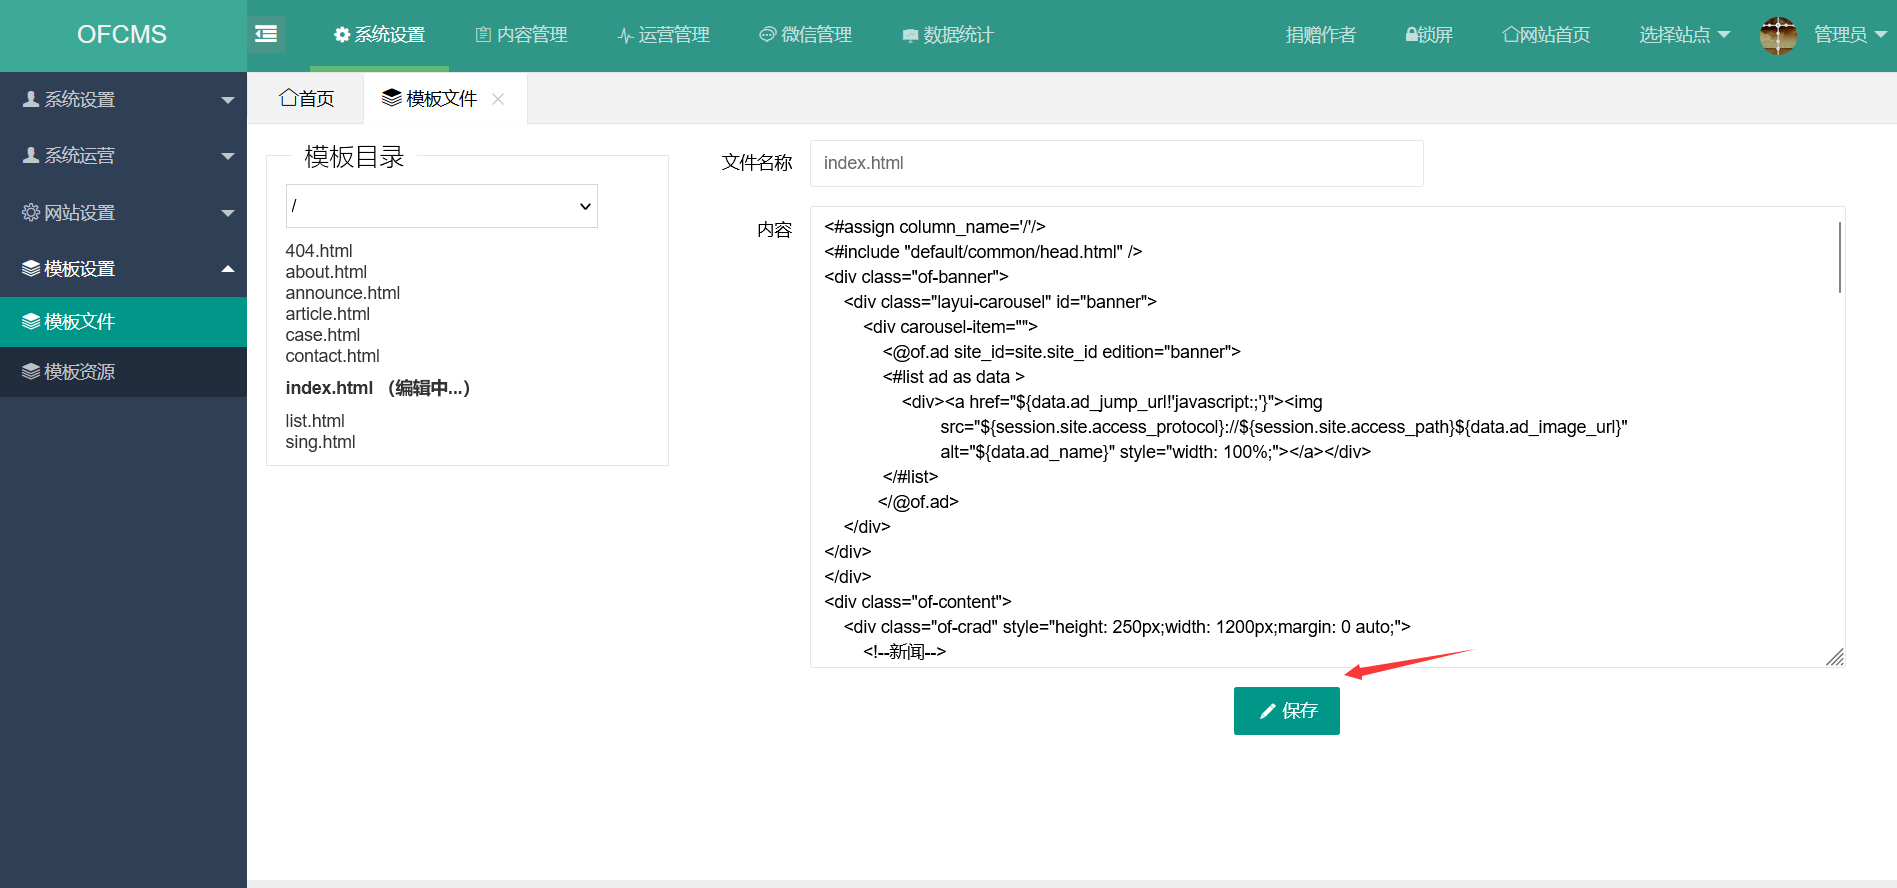 OFCMS
系统设置
内容管理
运营管理
微信管理
数据统计
捐赠作者
锁屏
网站首页
选择站点
管理员
系统设置
系统运营
网站设置
模板设置
模板文件
模板资源
首页
模板文件
模板目录
/
404.html
about.html
announce.html
article.html
case.html
contact.html
index.html （编辑中...）
list.html
sing.html
文件名称
index.html
内容
<#assign column_name='/'/>
<#include "default/common/head.html" />
<div class="of-banner">
<div class="layui-carousel" id="banner">
<div carousel-item="">
<@of.ad site_id=site.site_id edition="banner">
<#list ad as data >
<div><a href="${data.ad_jump_url!'javascript:;'}"><img
src="${session.site.access_protocol}://${session.site.access_path}${data.ad_image_url}"
alt="${data.ad_name}" style="width: 100%;"></a></div>
</#list>
</@of.ad>
</div>
</div>
</div>
<div class="of-content">
<div class="of-crad" style="height: 250px;width: 1200px;margin: 0 auto;">
<!--新闻-->
保存